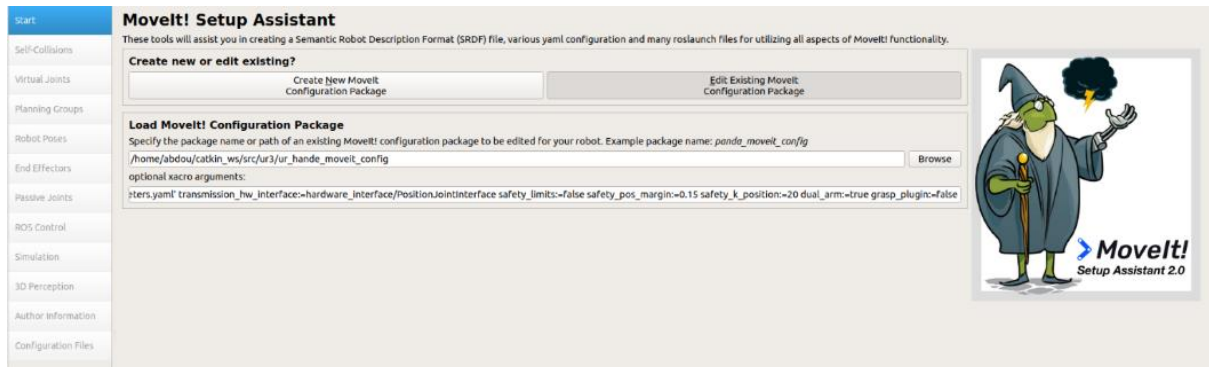 Start
MoveIt! Setup Assistant
These tools will assist you in creating a Semantic Robot Description Format (SRDF) file, various yaml configuration and many roslaunch files for utilizing all aspects of MoveIt! functionality.
Self-Collisions
Virtual Joints
Planning Groups
Robot Poses
End Effectors
Passive Joints
ROS Control
Simulation
3D Perception
Author Information
Configuration Files
Create new or edit existing?
Create New MoveIt
Configuration Package
Edit Existing MoveIt
Configuration Package
Load MoveIt! Configuration Package
Specify the package name or path of an existing MoveIt! configuration package to be edited for your robot. Example package name: panda_moveit_config
/home/abdou/catkin_ws/src/ur3/ur_hande_moveit_config
Browse
optional xacro arguments:
eters.yaml' transmission_hw_interface:=hardware_interface/PositionJointInterface safety_limits:=false safety_pos_margin:=0.15 safety_k_position:=20 dual_arm:=true grasp_plugin:=false
MoveIt!
Setup Assistant 2.0